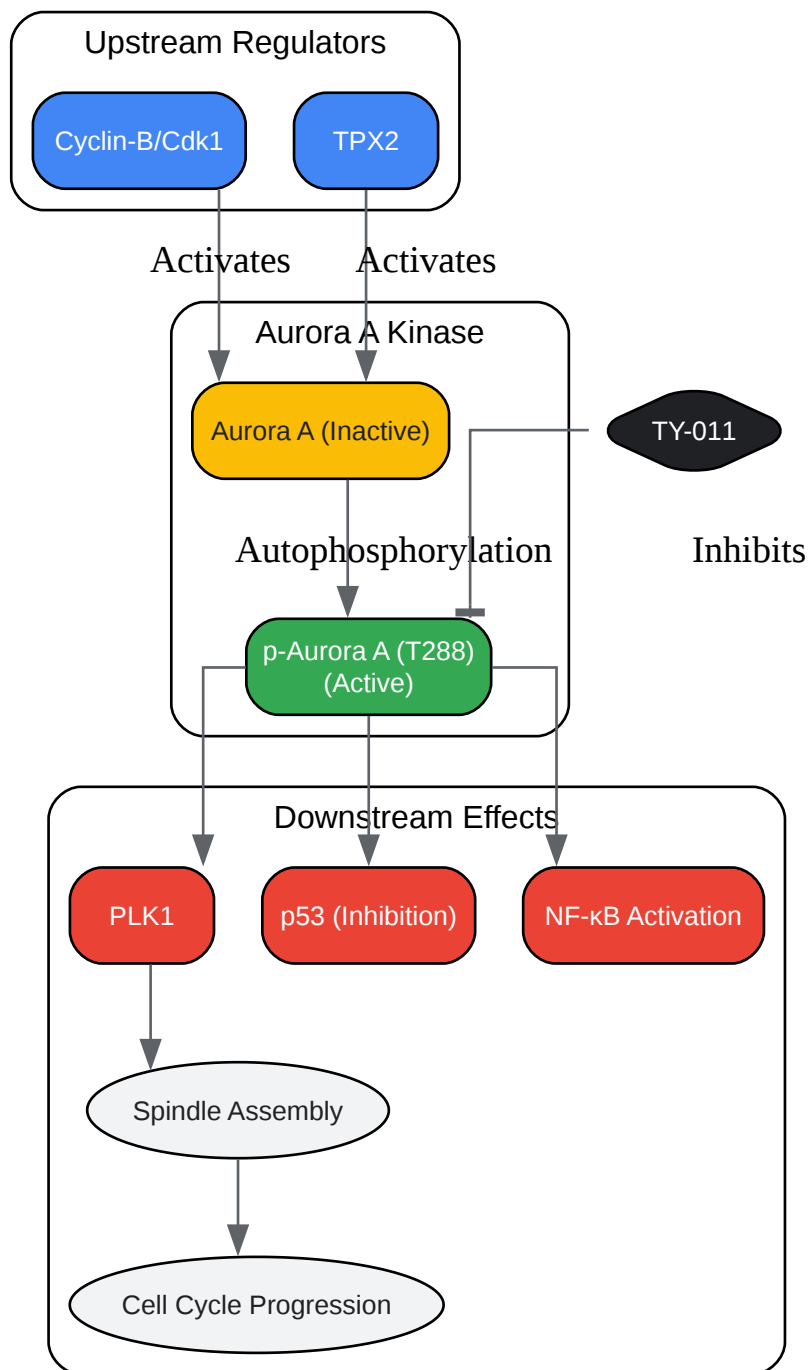 Upstream Regulators
Cyclin-B/Cdk1
TPX2
Activates
Activates
Aurora A Kinase
Aurora A (Inactive)
TY-011
Autophosphorylation
Inhibits
p-Aurora A (T288)
(Active)
Downstream Effects
PLK1
p53 (Inhibition)
NF-κB Activation
Spindle Assembly
Cell Cycle Progression